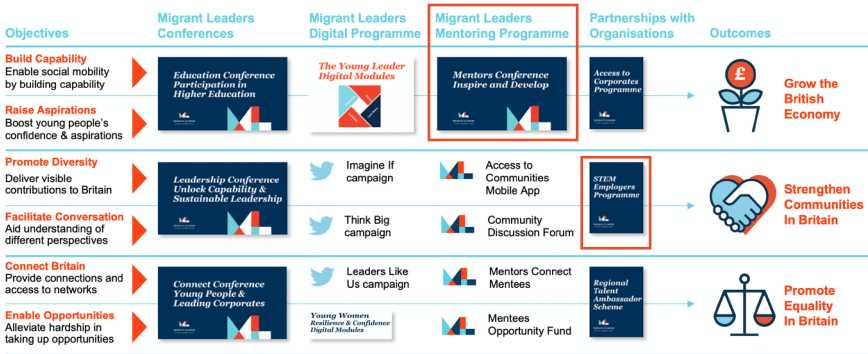 Objectives
Migrant Leaders
Conferences
Migrant Leaders
Digital Programme
Migrant Leaders
Mentoring Programme
Partnerships with
Organisations
Outcomes
Build Capability
Enable social mobility
by building capability
Raise Aspirations
Boost young people's
confidence & aspirations
Education Conference
Participation in
Higher Education
The Young Leader
Digital Modules
Mentors Conference
Inspire and Develop
Access to
Corporates
Programme
£
Grow the
British
Economy
Promote Diversity
Deliver visible
contributions to Britain
Facilitate Conversation
Aid understanding of
different perspectives
Leadership Conference
Unlock Capability &
Sustainable Leadership
Imagine If
campaign
Think Big
campaign
Access to
Communities
Mobile App
Community
Discussion Forum
STEM
Employers
Programme
Strengthen
Communities
In Britain
Connect Britain
Provide connections and
access to networks
Enable Opportunities
Alleviate hardship in
taking up opportunities
Connect Conference
Young People &
Leading Corporates
Leaders Like
Us campaign
Young Women
Resilience & Confidence
Digital Modules
Mentors Connect
Mentees
Mentees
Opportunity Fund
Regional
Talent
Ambassador
Scheme
Promote
Equality
In Britain